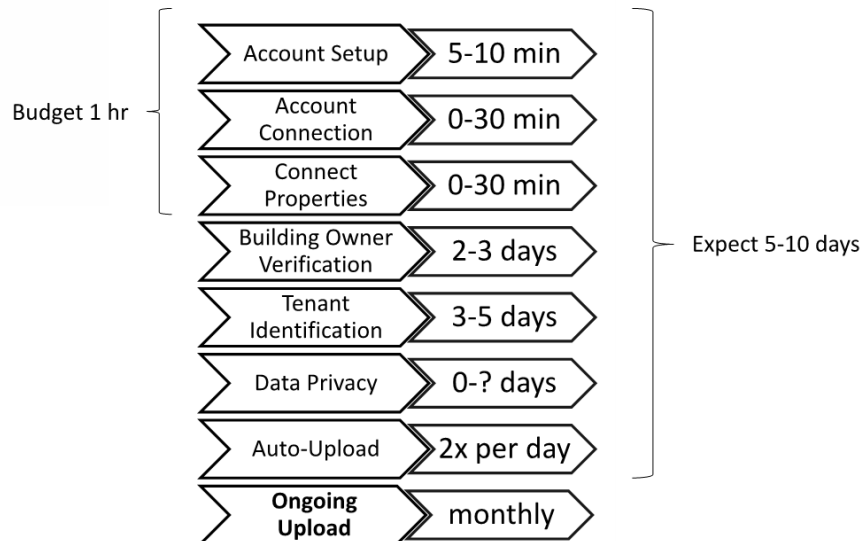 Account Setup
5-10 min
Budget 1 hr
Account
Connection
0-30 min
Connect
Properties
0-30 min
Building Owner
Verification
2-3 days
Expect 5-10 days
Tenant
Identification
3-5 days
Data Privacy
0-? days
Auto-Upload
2x per day
Ongoing
Upload
monthly